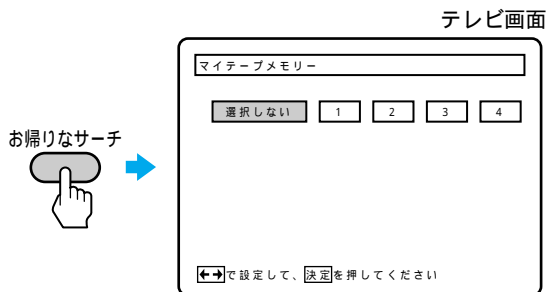 テレビ画面
マイテープメモリー
選択しない 1 2 3 4
お帰りなサーチ
←→で設定して、決定を押してください